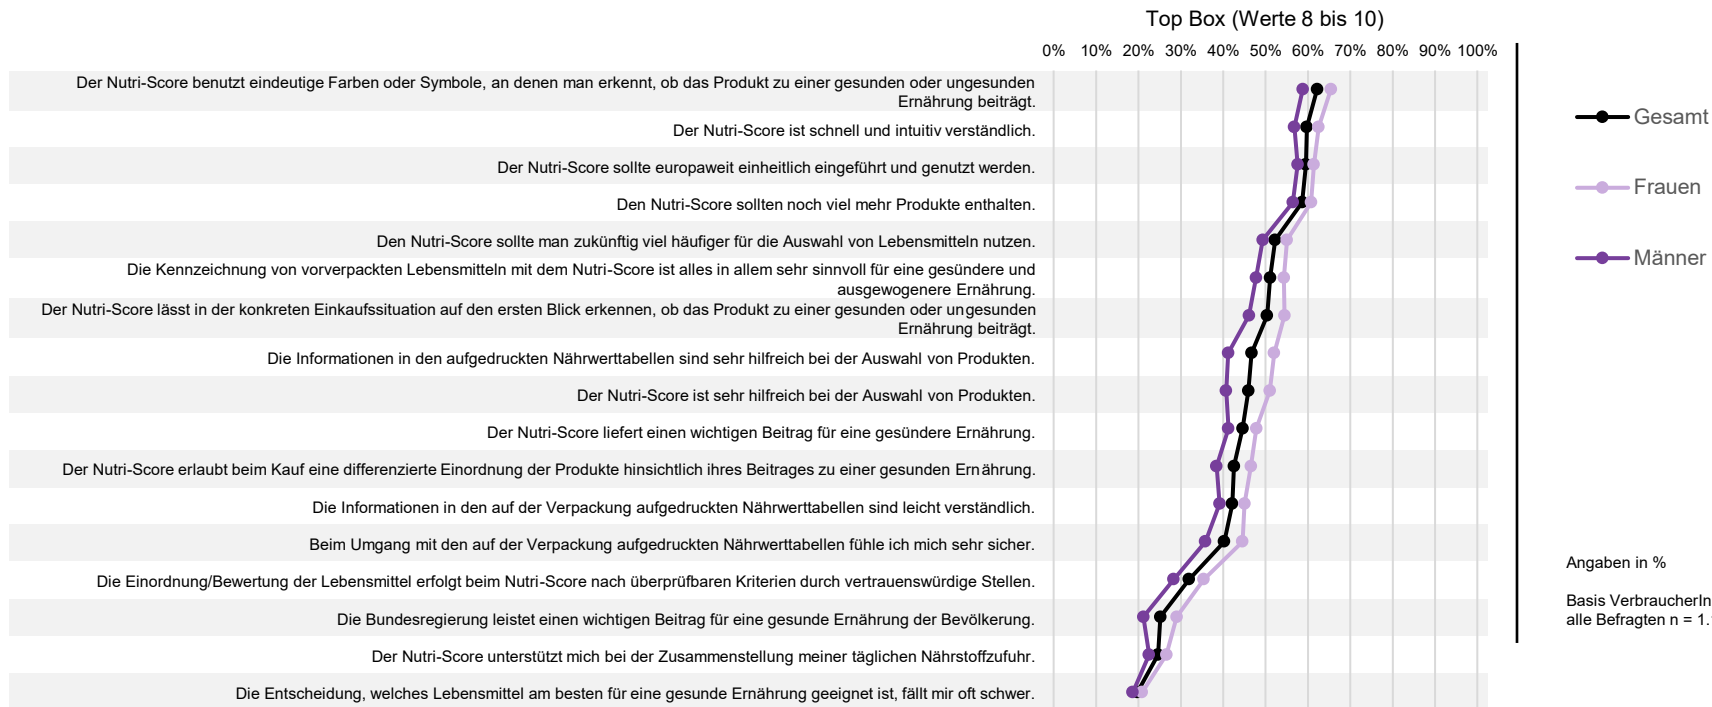 Top Box (Werte 8 bis 10)
0% 10% 20% 30% 40% 50% 60% 70% 80% 90% 100%
Der Nutri-Score benutzt eindeutige Farben oder Symbole, an denen man erkennt, ob das Produkt zu einer gesunden oder ungesunden
Ernährung beiträgt.
Der Nutri-Score ist schnell und intuitiv verständlich.
Der Nutri-Score sollte europaweit einheitlich eingeführt und genutzt werden.
Den Nutri-Score sollten noch viel mehr Produkte enthalten.
Den Nutri-Score sollte man zukünftig viel häufiger für die Auswahl von Lebensmitteln nutzen.
Die Kennzeichnung von vorverpackten Lebensmitteln mit dem Nutri-Score ist alles in allem sehr sinnvoll für eine gesündere und
ausgewogenere Ernährung.
Der Nutri-Score lässt in der konkreten Einkaufssituation auf den ersten Blick erkennen, ob das Produkt zu einer gesunden oder ungesunden
Ernährung beiträgt.
Die Informationen in den aufgedruckten Nährwerttabellen sind sehr hilfreich bei der Auswahl von Produkten.
Der Nutri-Score ist sehr hilfreich bei der Auswahl von Produkten.
Der Nutri-Score liefert einen wichtigen Beitrag für eine gesündere Ernährung.
Der Nutri-Score erlaubt beim Kauf eine differenzierte Einordnung der Produkte hinsichtlich ihres Beitrages zu einer gesunden Ernährung.
Die Informationen in den auf der Verpackung aufgedruckten Nährwerttabellen sind leicht verständlich.
Beim Umgang mit den auf der Verpackung aufgedruckten Nährwerttabellen fühle ich mich sehr sicher.
Die Einordnung/Bewertung der Lebensmittel erfolgt beim Nutri-Score nach überprüfbaren Kriterien durch vertrauenswürdige Stellen.
Die Bundesregierung leistet einen wichtigen Beitrag für eine gesunde Ernährung der Bevölkerung.
Der Nutri-Score unterstützt mich bei der Zusammenstellung meiner täglichen Nährstoffzufuhr.
Die Entscheidung, welches Lebensmittel am besten für eine gesunde Ernährung geeignet ist, fällt mir oft schwer.
Gesamt
Frauen
Männer
Angaben in %
Basis
alle Befragten n =